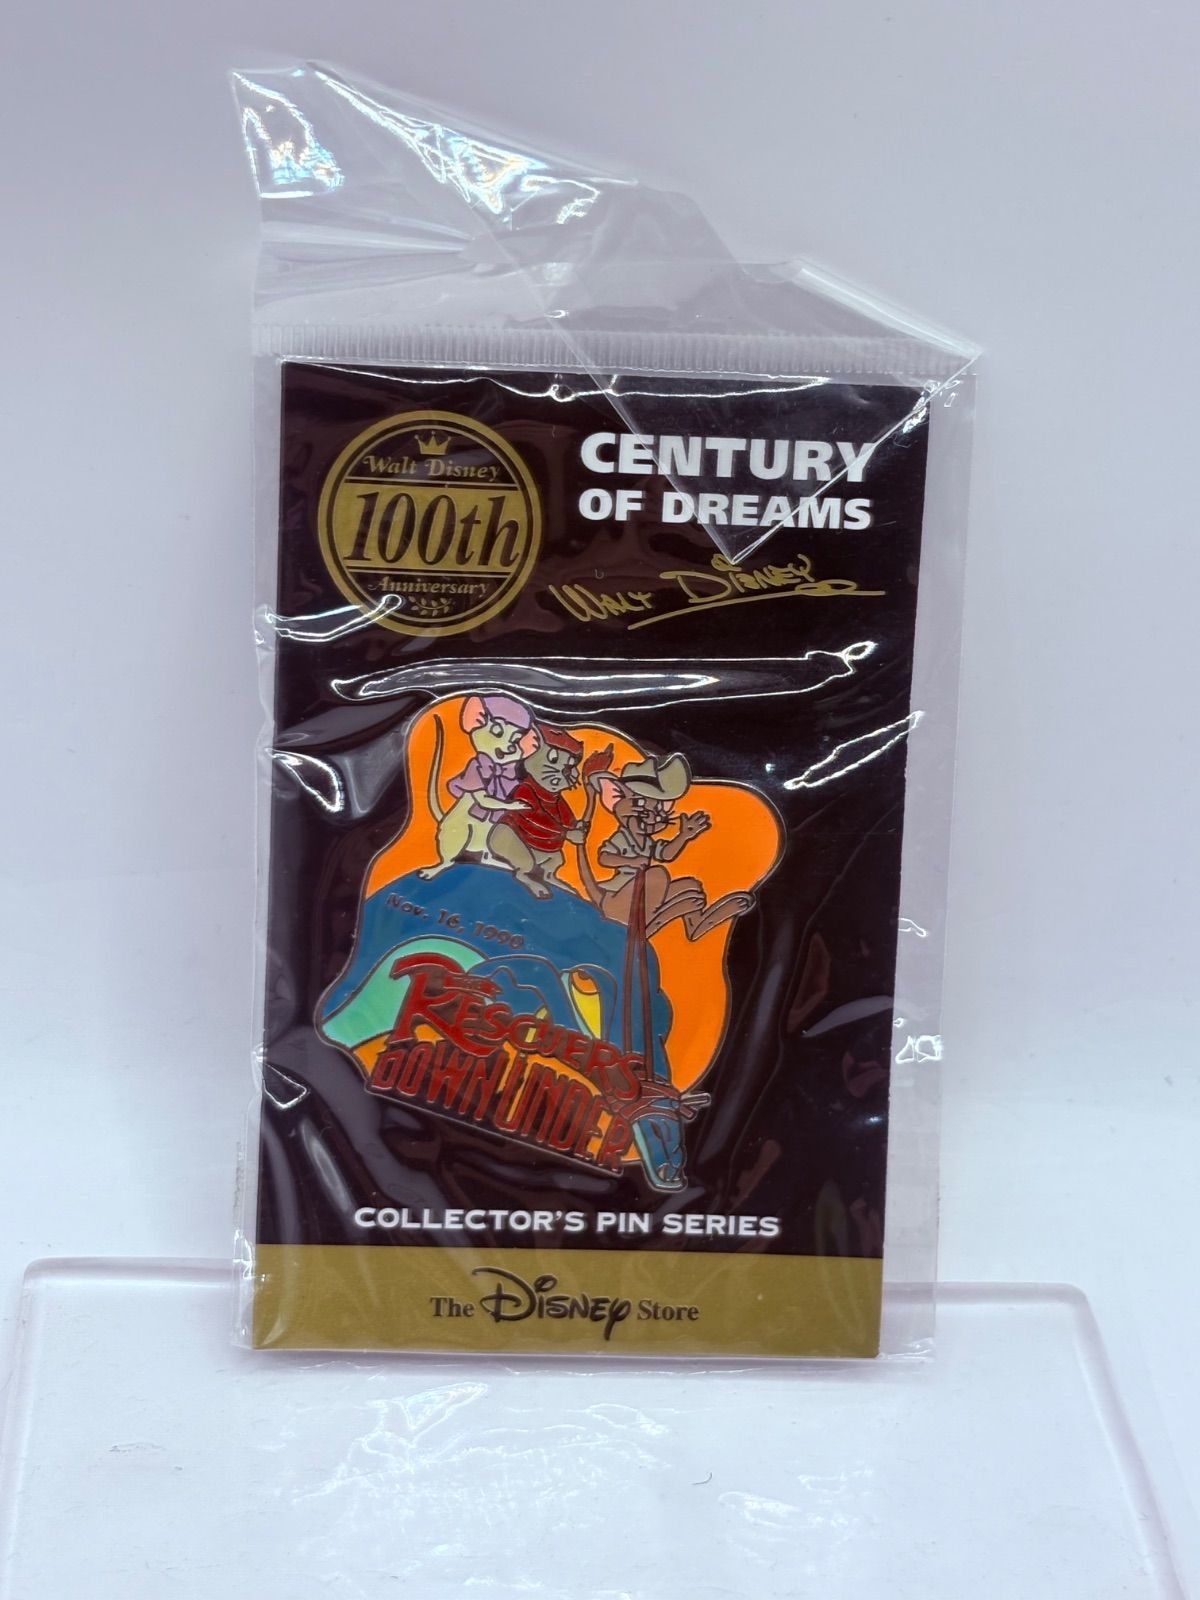 Walt Disney
100th
Anniversary
CENTURY
OF DREAMS
Walt Disney
Nov. 16, 1990
THE
RESCUERS
DOWN UNDER
COLLECTOR'S PIN SERIES
The Disney Store